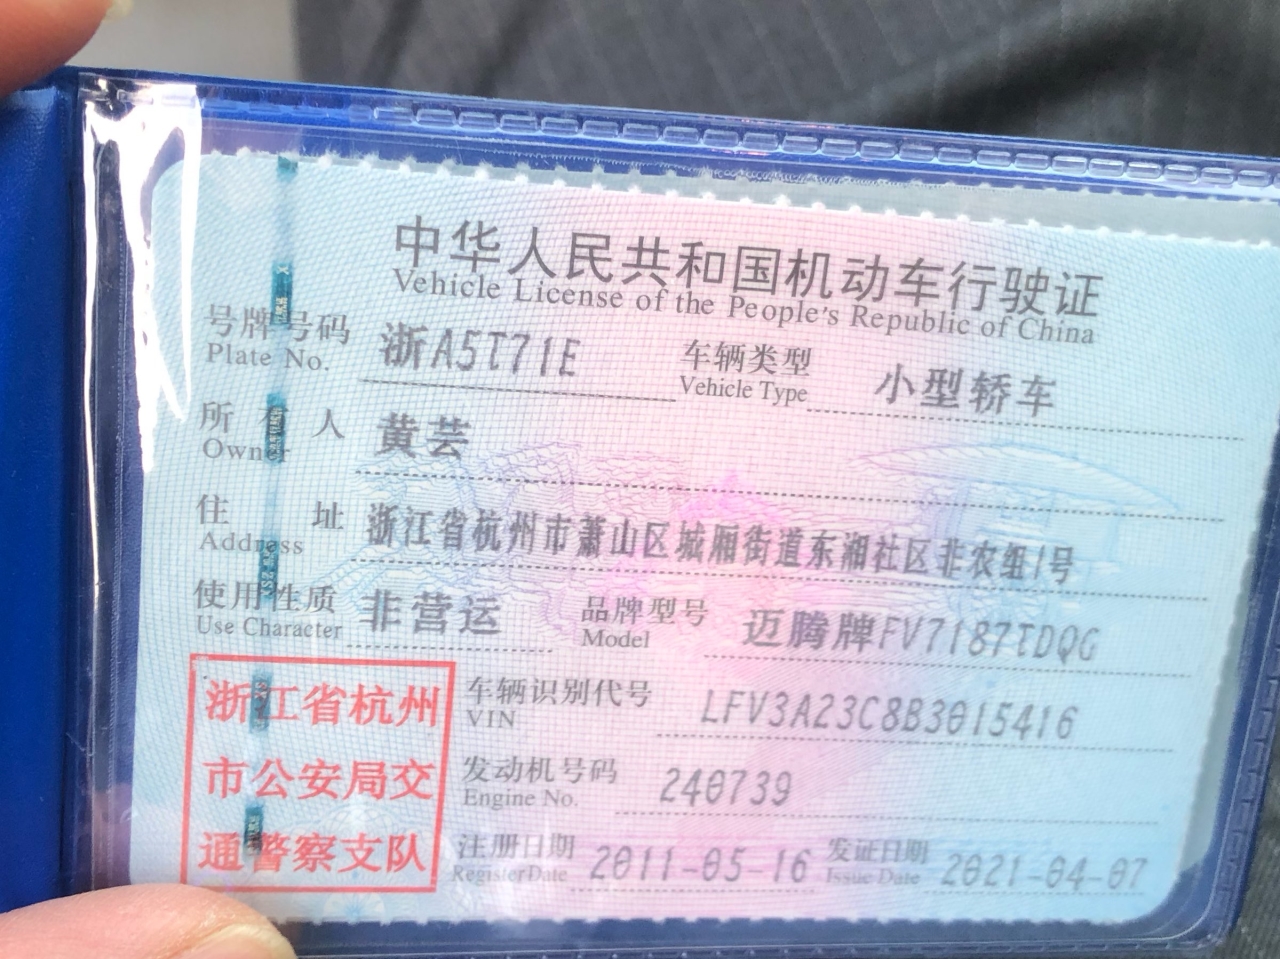 中华人民共和国机动车行驶证
Vehicle License of the People's Republic of China
号牌号码 浙A5T71E 车辆类型 小型轿车
Plate No. Vehicle Type
所有人 黄芸
Owner
住址 浙江省杭州市萧山区城厢街道东湘社区非农组1号
Address
使用性质 非营运 品牌型号 迈腾牌FV7187TDQG
Use Character Model
浙江省杭州
市公安局交
通警察支队
车辆识别代号 LFV3A23C8B3015416
VIN
发动机号码 240739
Engine No.
注册日期 2011-05-16 发证日期 2021-04-07
Register Date Issue Date